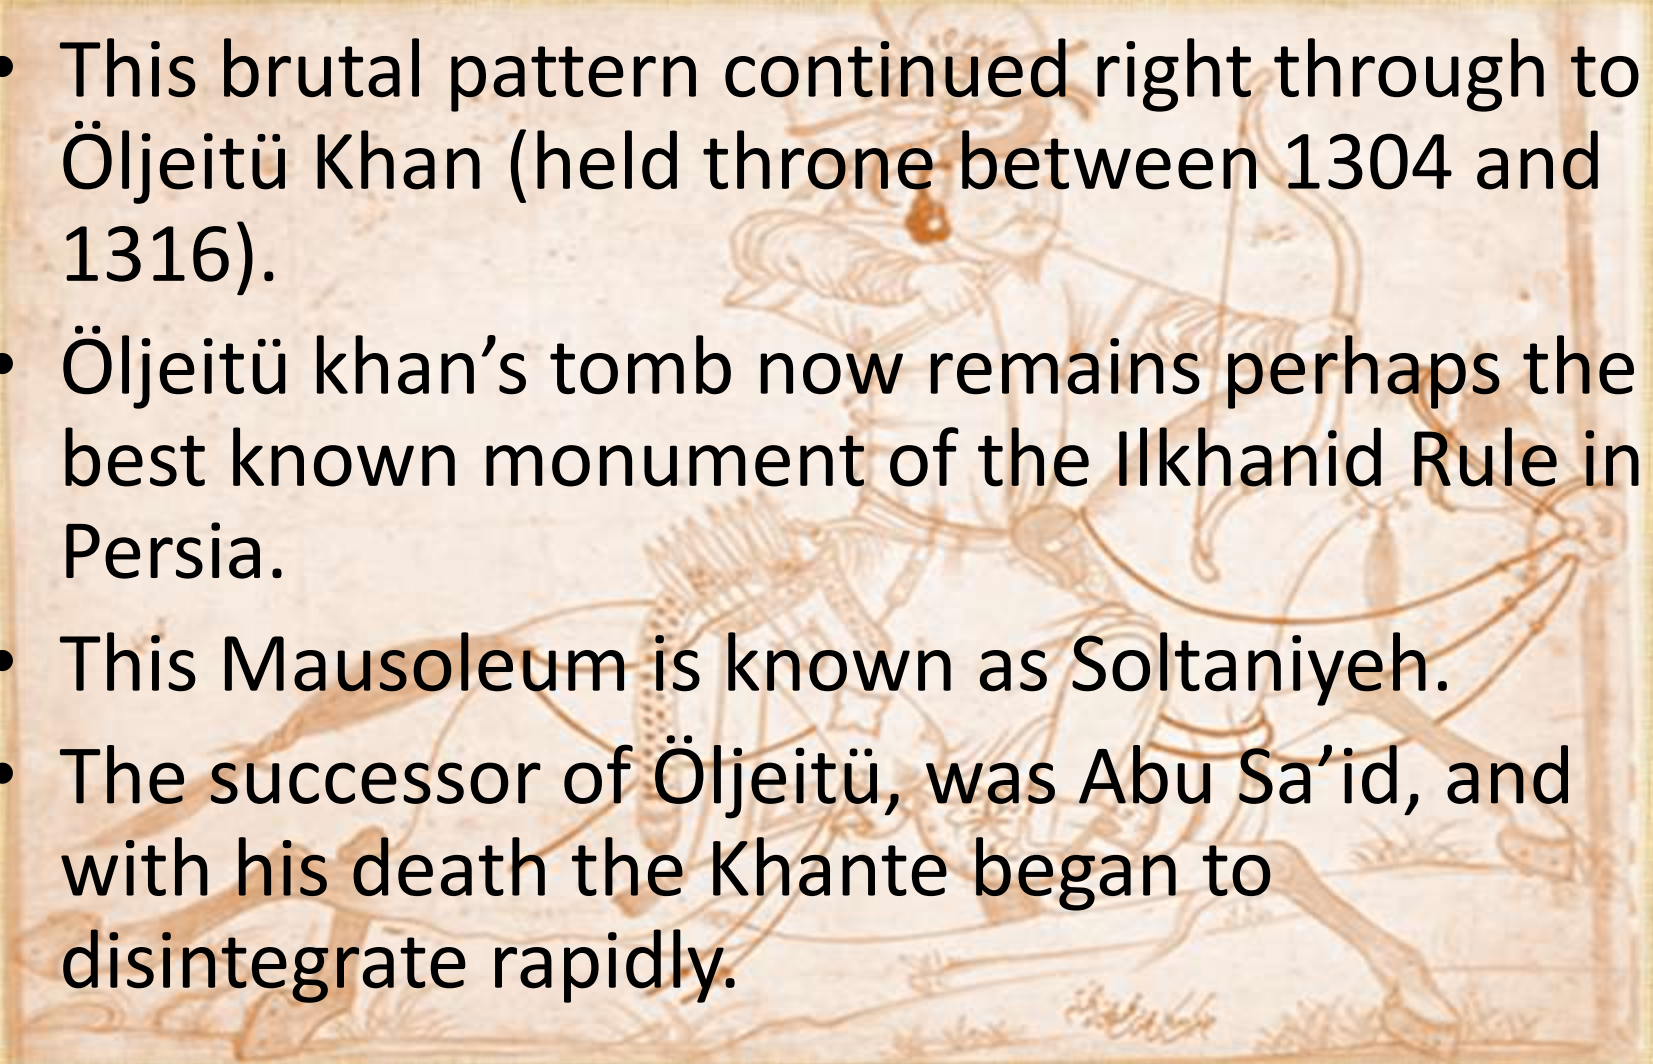 • This brutal pattern continued right through to
Öljeitü Khan (held throne between 1304 and
1316).
• Öljeitü khan’s tomb now remains perhaps the
best known monument of the Ilkhanid Rule in
Persia.
• This Mausoleum is known as Soltaniyeh.
• The successor of Öljeitü, was Abu Sa’id, and
with his death the Khante began to
disintegrate rapidly.